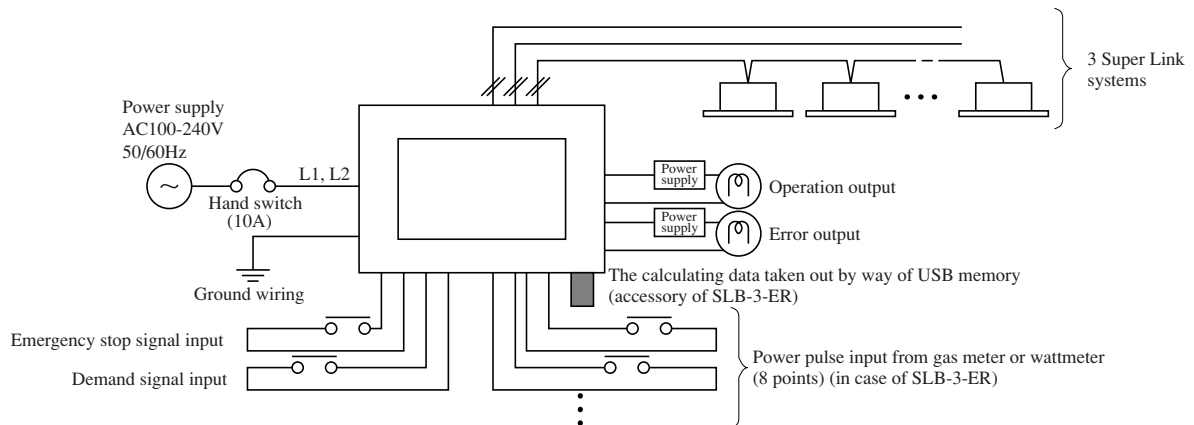 3 Super Link
systems
Power supply
AC100-240V
50/60Hz
L1, L2
Hand switch
(10A)
Ground wiring
Power
supply
Operation output
Power
supply
Error output
The calculating data taken out by way of USB memory
(accessory of SLB-3-ER)
Emergency stop signal input
Demand signal input
Power pulse input from gas meter or wattmeter
(8 points) (in case of SLB-3-ER)